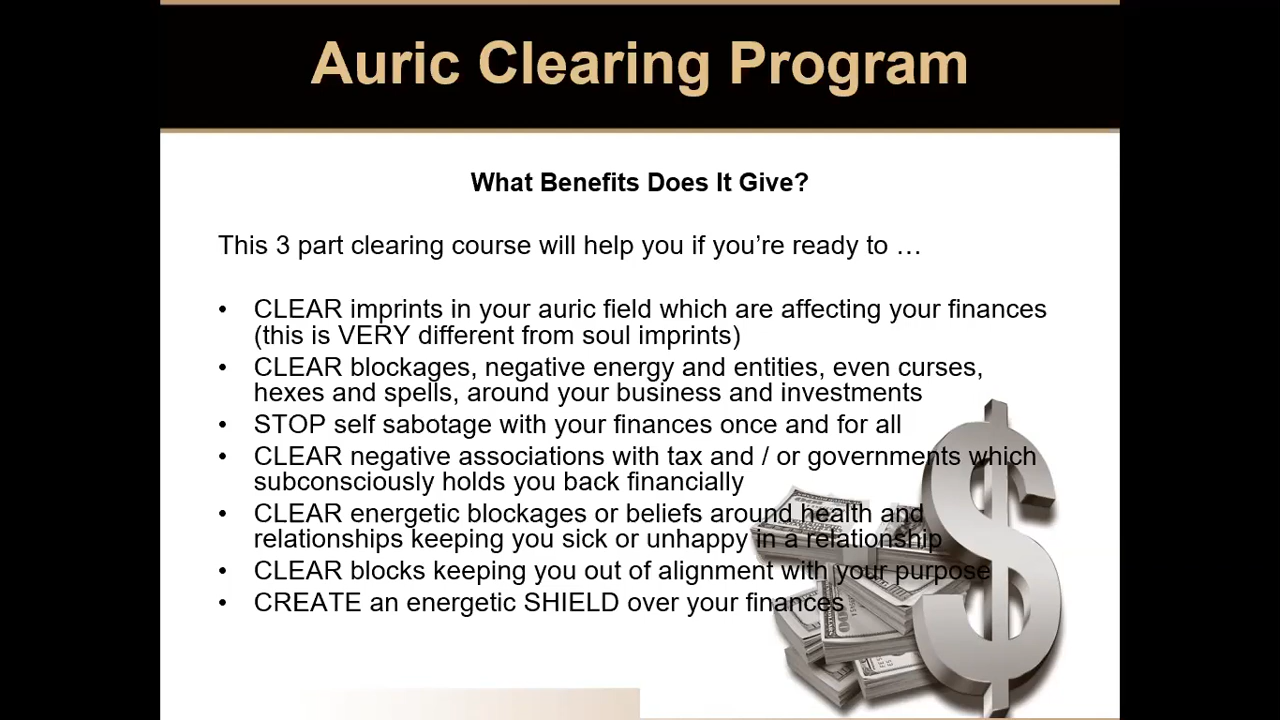 Auric Clearing Program
What Benefits Does It Give?
This 3 part clearing course will help you if you’re ready to …
• CLEAR imprints in your auric field which are affecting your finances
(this is VERY different from soul imprints)
• CLEAR blockages, negative energy and entities, even curses,
hexes and spells, around your business and investments
• STOP self sabotage with your finances once and for all
• CLEAR negative associations with tax and / or governments which
subconsciously holds you back financially
• CLEAR energetic blockages or beliefs around health and
relationships keeping you sick or unhappy in a relationship
• CLEAR blocks keeping you out of alignment with your purpose
• CREATE an energetic SHIELD over your finances